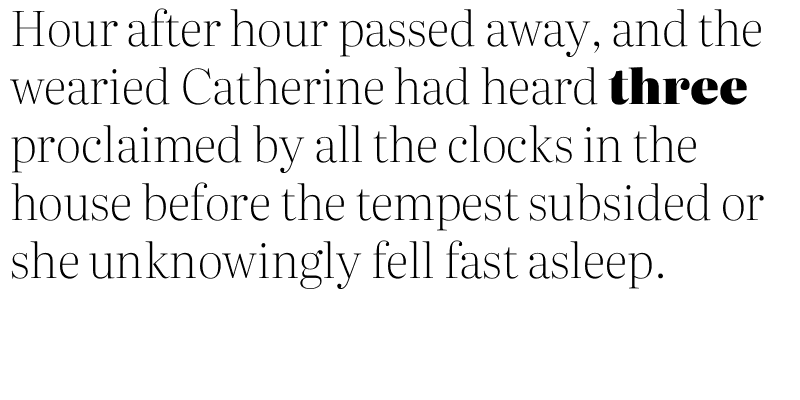 Hour after hour passed away, and the
wearied Catherine had heard three
proclaimed by all the clocks in the
house before the tempest subsided or
she unknowingly fell fast asleep.